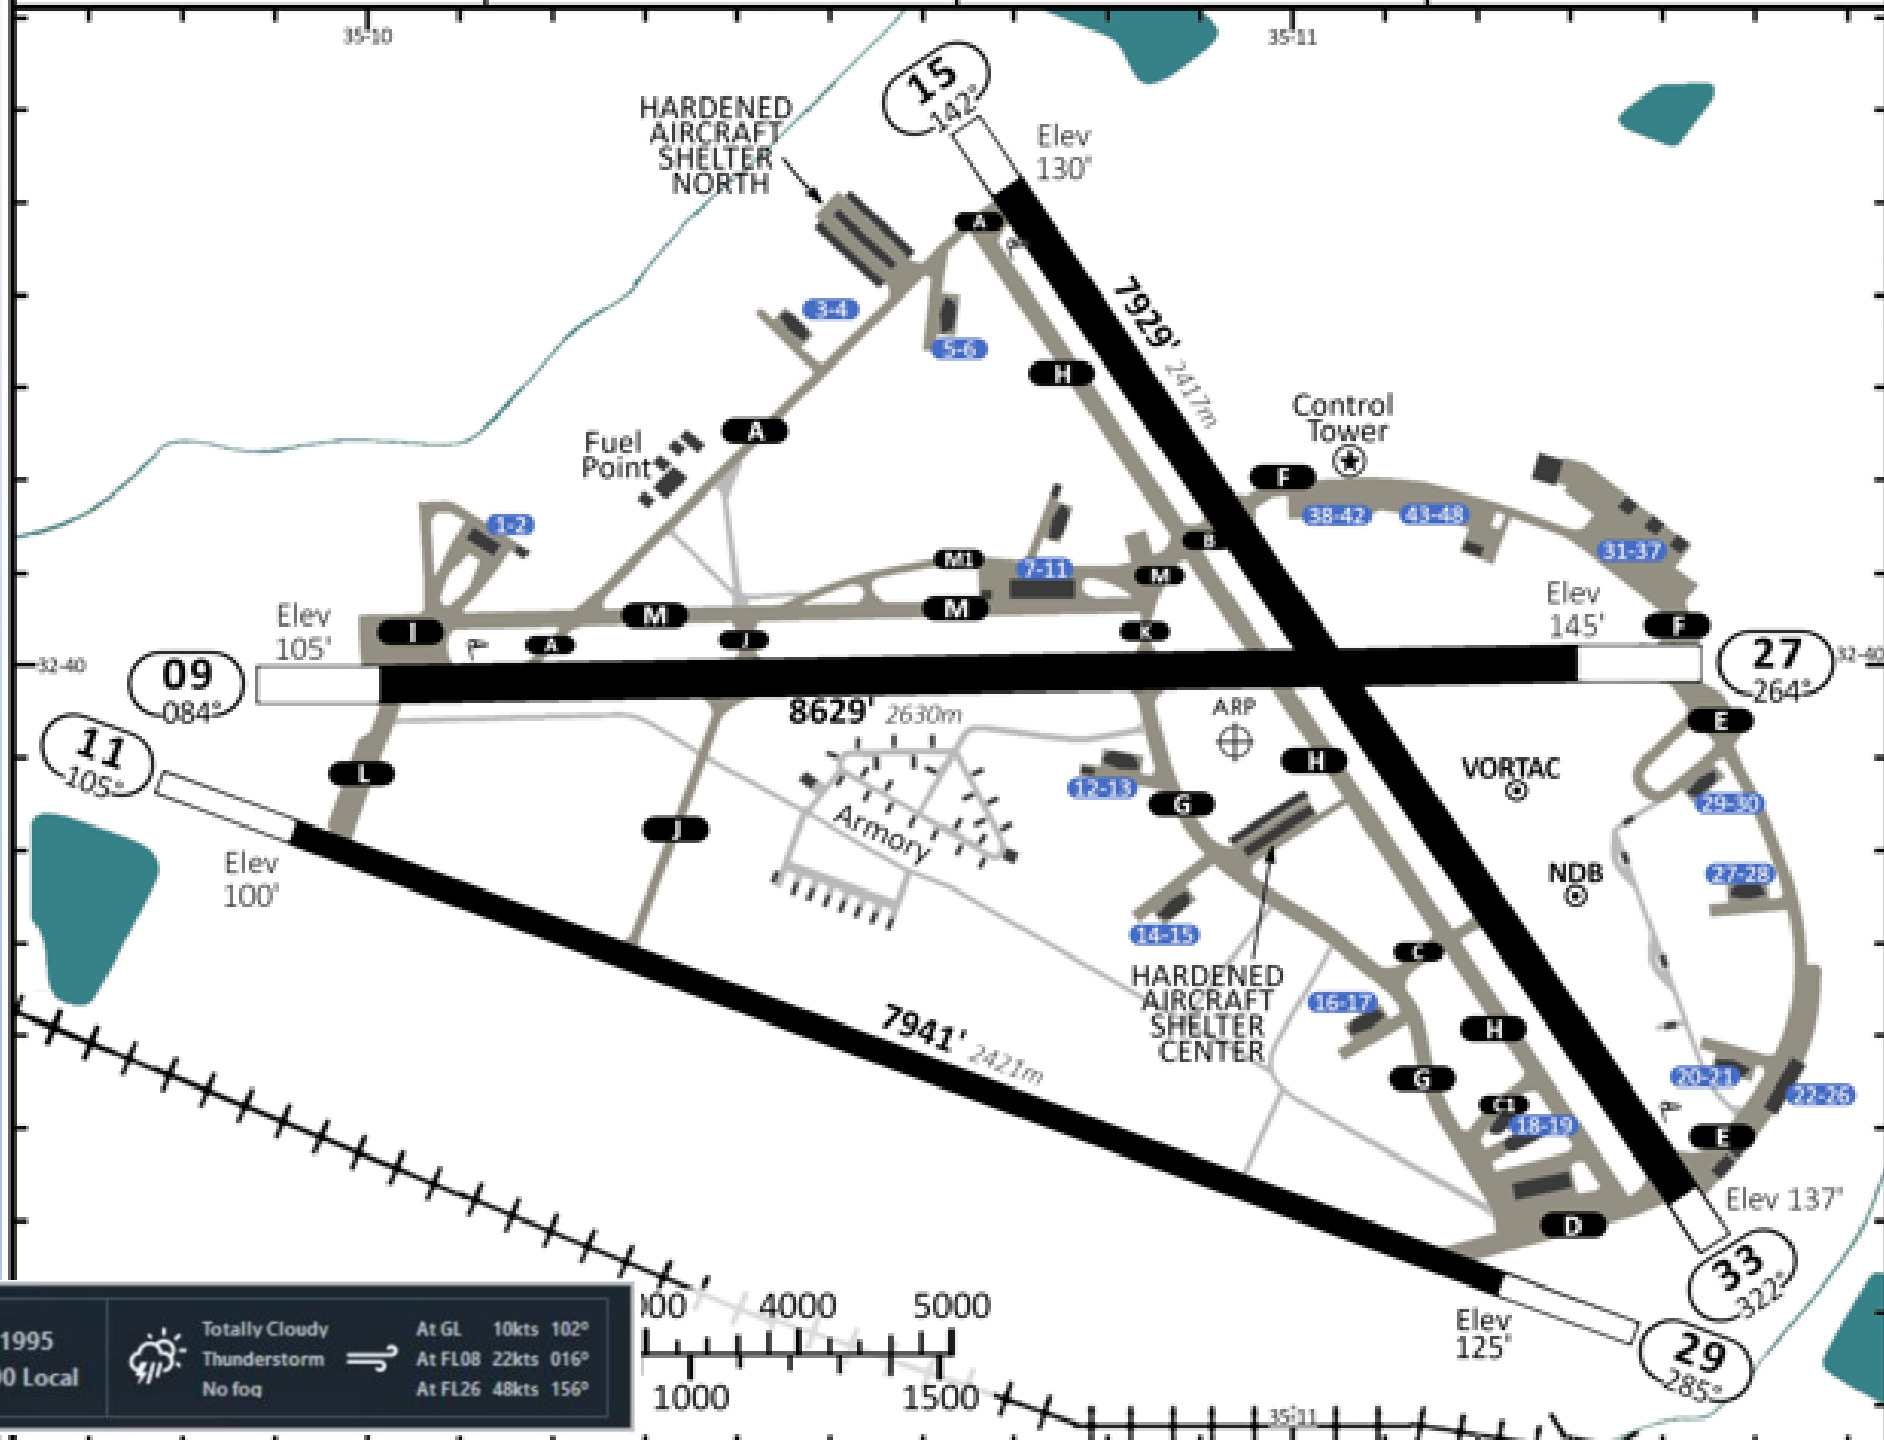 35-10
35-11
15
142°
HARDENED
AIRCRAFT
SHELTER
NORTH
Elev
130'
A
3-4
5-6
7929' 2417m
H
Control
Tower
A
Fuel
Point
F
38-42
43-48
1-2
31-37
B
M1
7-11
M
Elev
105'
Elev
145'
I
M
M
A
J
K
F
32-40
09
084°
27
264°
32-40
8629' 2630m
ARP
E
11
105°
L
H
VORTAC
12-13
G
29-30
J
Armory
Elev
100'
NDB
27-28
14-15
C
HARDENED
AIRCRAFT
SHELTER
CENTER
16-17
7941' 2421m
H
G
20-21
22-26
C1
18-19
E
Elev 137'
D
33
322°
Elev
125'
29
285°
000
4000
5000
1000
1500
35-11
1995
00 Local
Totally Cloudy
Thunderstorm
No fog
At GL 10kts 102°
At FL08 22kts 016°
At FL26 48kts 156°